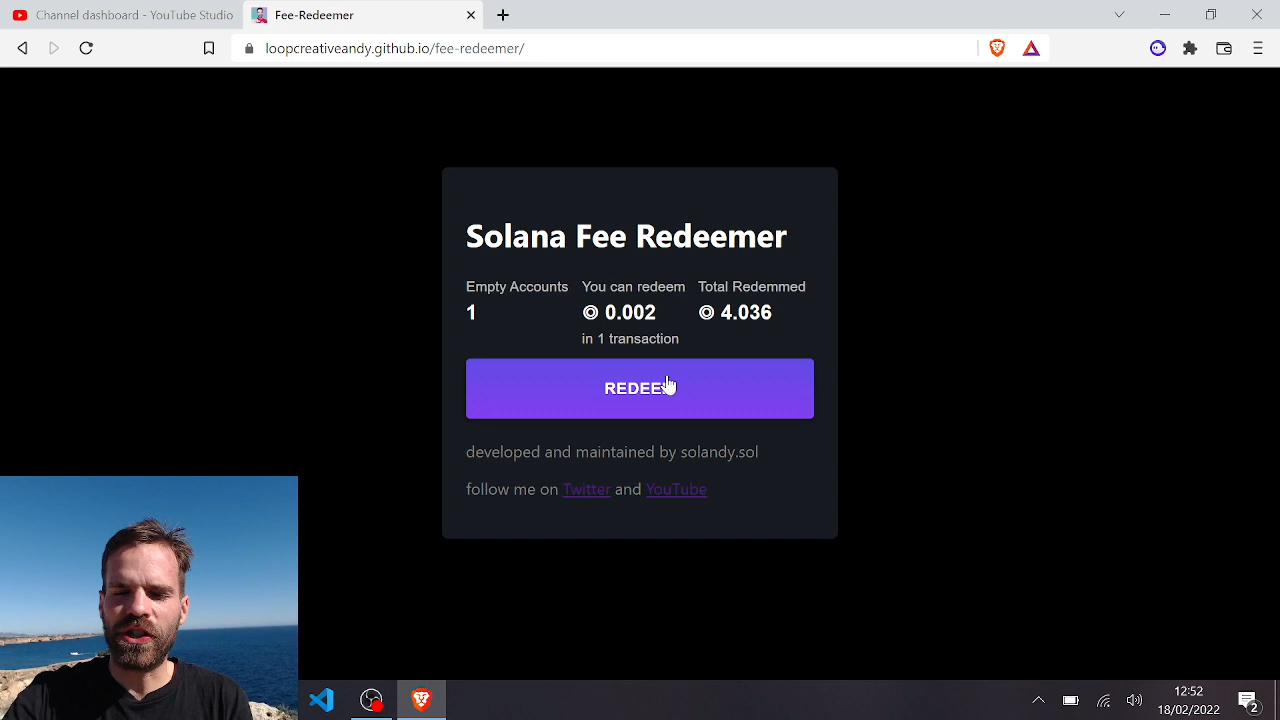 Channel dashboard - YouTube Studio
Fee-Redeemer
loopcreativeandy.github.io/fee-redeemer/
Solana Fee Redeemer
Empty Accounts
You can redeem
Total Redemmed
1
0.002
4.036
in 1 transaction
developed and maintained by solandy.sol
follow me on Twitter and YouTube
12:52
18/02/2022
2